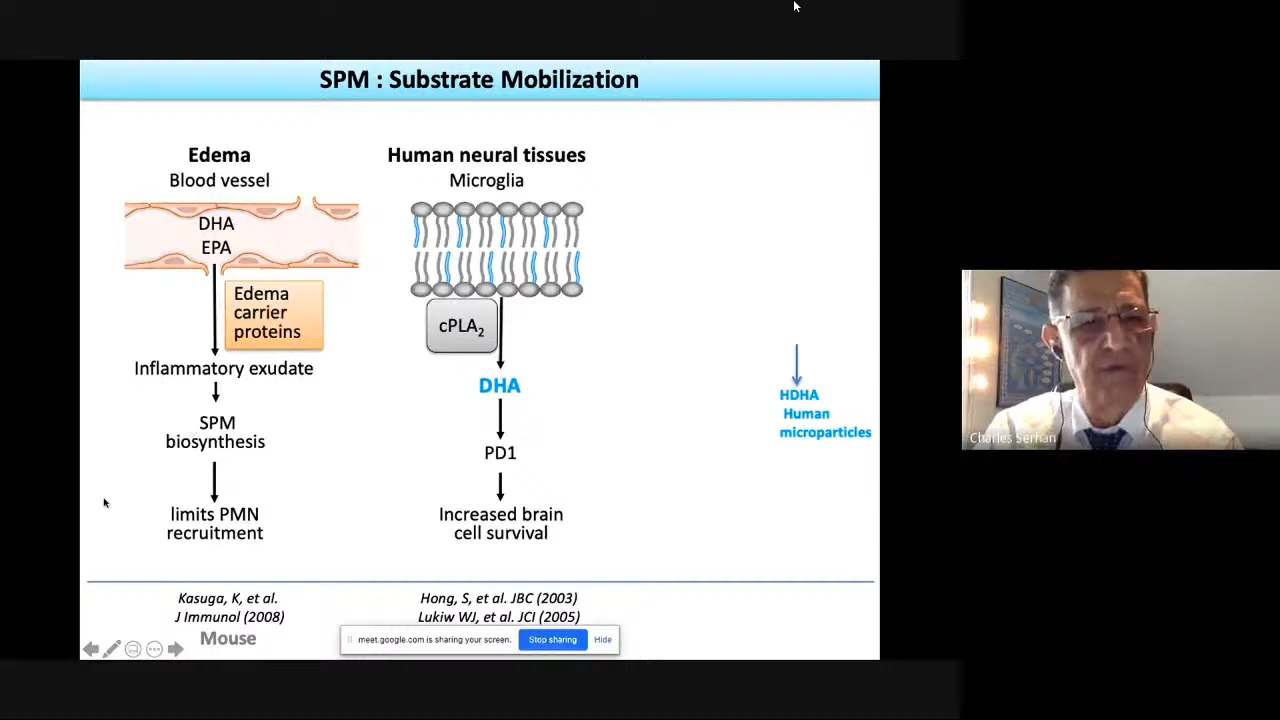 SPM : Substrate Mobilization
Edema
Blood vessel
DHA
EPA
Edema
carrier
proteins
Inflammatory exudate
SPM
biosynthesis
limits PMN
recruitment
Human neural tissues
Microglia
cPLA₂
DHA
PD1
Increased brain
cell survival
HDHA
Human
microparticles
Charles Serhan
Kasuga, K, et al.
J Immunol (2008)
Mouse
Hong, S, et al. JBC (2003)
Lukiw WJ, et al. JCI (2005)
meet.google.com is sharing your screen.
Stop sharing
Hide